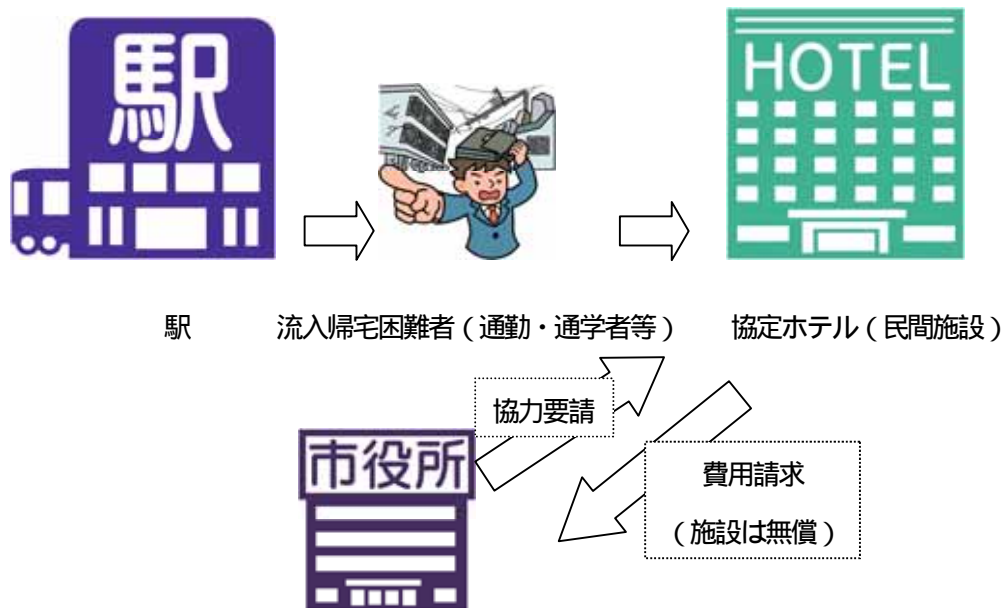 駅
HOTEL
駅
流入帰宅困難者(通勤・通学者等)
協定ホテル(民間施設)
協力要請
市役所
費用請求
(施設は無償)